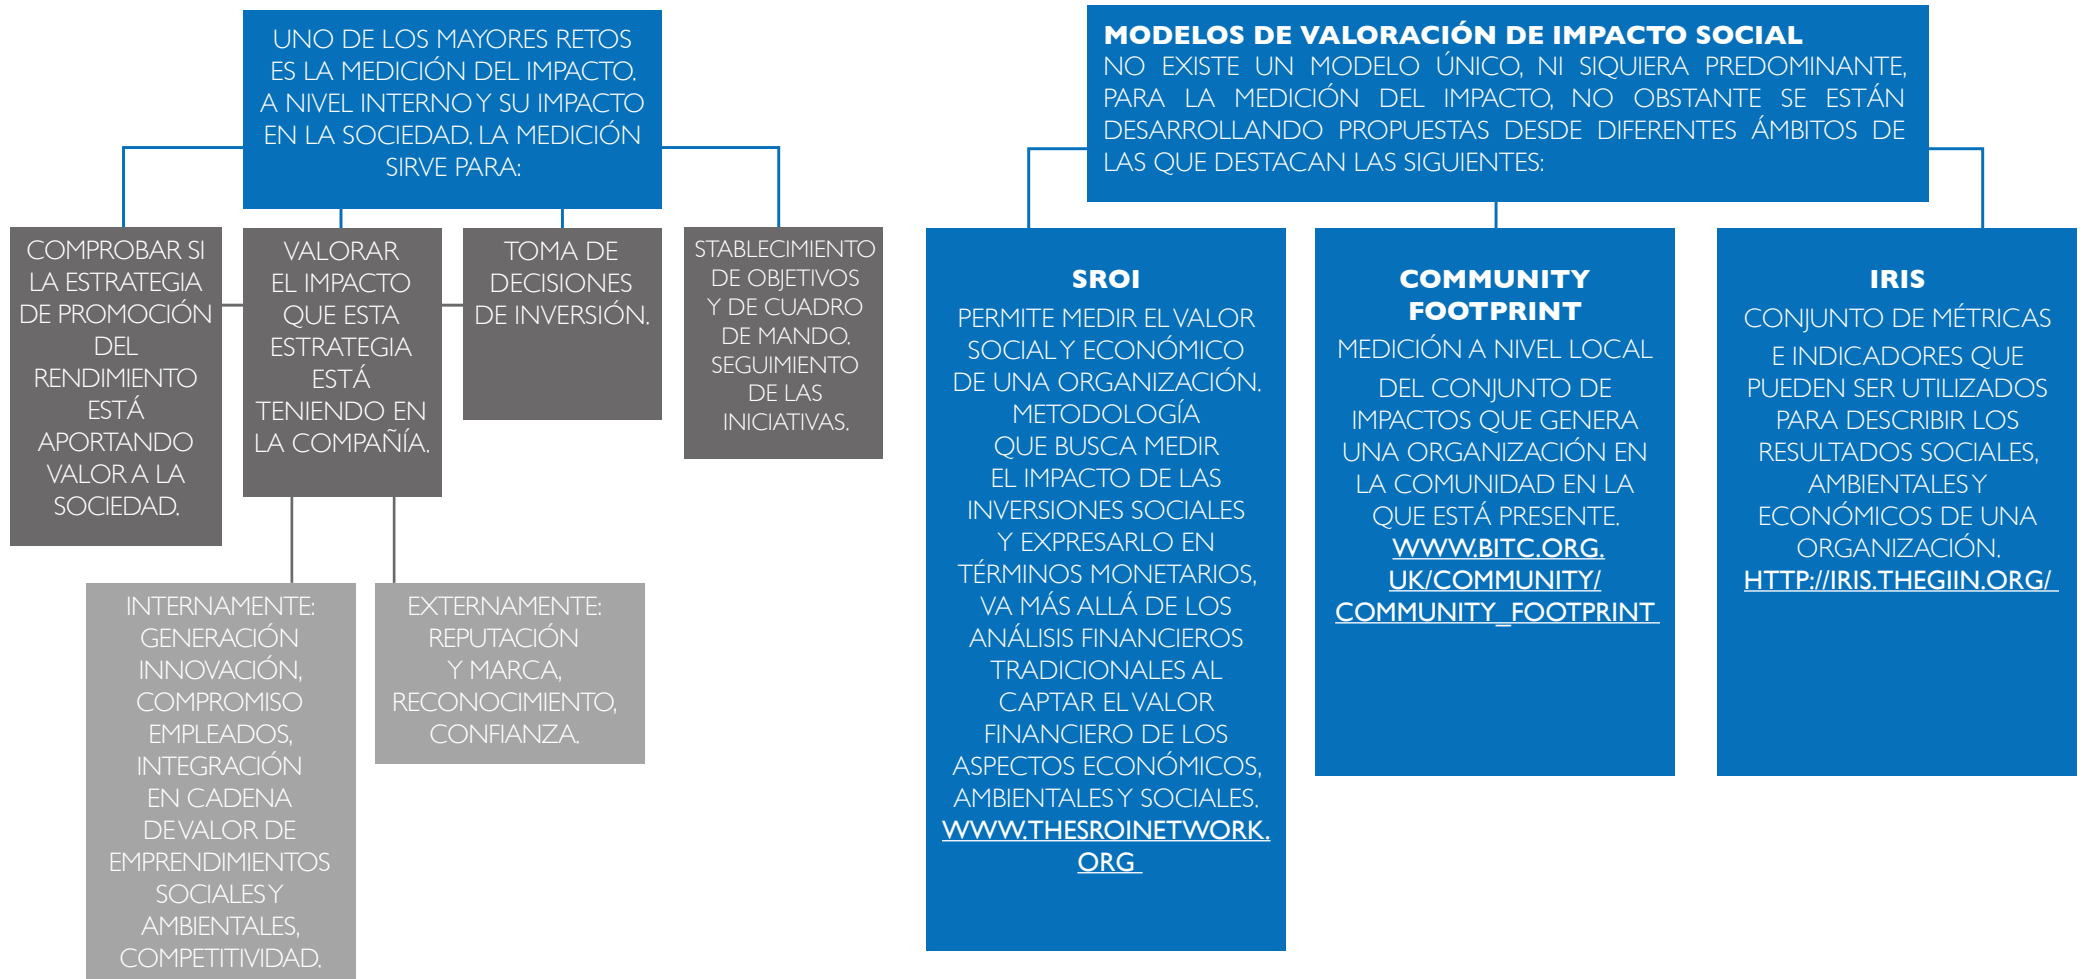 UNO DE LOS MAYORES RETOS
ES LA MEDICIÓN DEL IMPACTO.
A NIVEL INTERNO Y SU IMPACTO
EN LA SOCIEDAD. LA MEDICIÓN
SIRVE PARA:
COMPROBAR SI
LA ESTRATEGIA
DE PROMOCIÓN
DEL
RENDIMIENTO
ESTÁ
APORTANDO
VALOR A LA
SOCIEDAD.
VALORAR
EL IMPACTO
QUE ESTA
ESTRATEGIA
ESTÁ
TENIENDO EN
LA COMPAÑÍA.
TOMA DE
DECISIONES
DE INVERSIÓN.
STABLECIMIENTO
DE OBJETIVOS
Y DE CUADRO
DE MANDO.
SEGUIMIENTO
DE LAS
INICIATIVAS.
INTERNAMENTE:
GENERACIÓN
INNOVACIÓN,
COMPROMISO
EMPLEADOS,
INTEGRACIÓN
EN CADENA
DE VALOR DE
EMPRENDIMIENTOS
SOCIALES Y
AMBIENTALES,
COMPETITIVIDAD.
EXTERNAMENTE:
REPUTACIÓN
Y MARCA,
RECONOCIMIENTO,
CONFIANZA.
MODELOS DE VALORACIÓN DE IMPACTO SOCIAL
NO EXISTE UN MODELO ÚNICO, NI SIQUIERA PREDOMINANTE,
PARA LA MEDICIÓN DEL IMPACTO, NO OBSTANTE SE ESTÁN
DESARROLLANDO PROPUESTAS DESDE DIFERENTES ÁMBITOS DE
LAS QUE DESTACAN LAS SIGUIENTES:
SROI
PERMITE MEDIR EL VALOR
SOCIAL Y ECONÓMICO
DE UNA ORGANIZACIÓN.
METODOLOGÍA
QUE BUSCA MEDIR
EL IMPACTO DE LAS
INVERSIONES SOCIALES
Y EXPRESARLO EN
TÉRMINOS MONETARIOS,
VA MÁS ALLÁ DE LOS
ANÁLISIS FINANCIEROS
TRADICIONALES AL
CAPTAR EL VALOR
FINANCIERO DE LOS
ASPECTOS ECONÓMICOS,
AMBIENTALES Y SOCIALES.
WWW.THESROINETWORK.
ORG
COMMUNITY
FOOTPRINT
MEDICIÓN A NIVEL LOCAL
DEL CONJUNTO DE
IMPACTOS QUE GENERA
UNA ORGANIZACIÓN EN
LA COMUNIDAD EN LA
QUE ESTÁ PRESENTE.
WWW.BITC.ORG.
UK/COMMUNITY/
COMMUNITY_FOOTPRINT
IRIS
CONJUNTO DE MÉTRICAS
E INDICADORES QUE
PUEDEN SER UTILIZADOS
PARA DESCRIBIR LOS
RESULTADOS SOCIALES,
AMBIENTALES Y
ECONÓMICOS DE UNA
ORGANIZACIÓN.
HTTP://IRIS.THEGIIN.ORG/